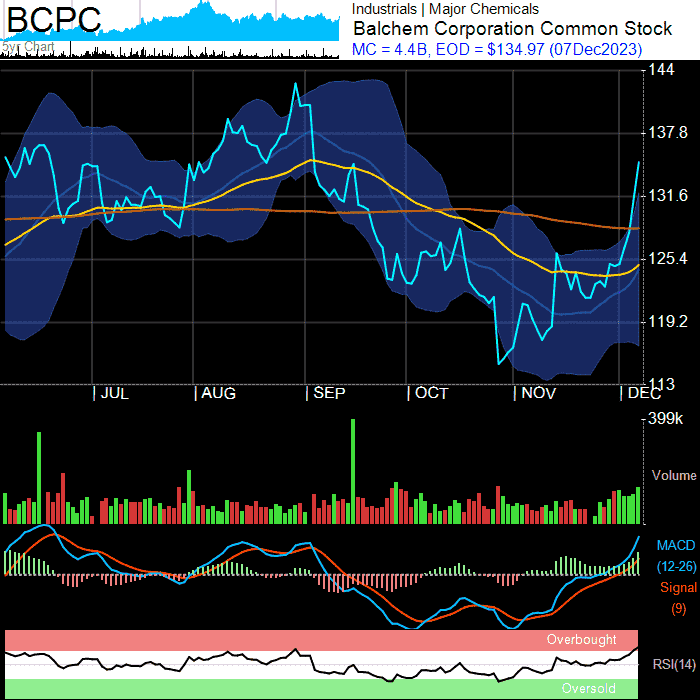 BCPC
5yr Chart
Industrials | Major Chemicals
Balchem Corporation Common Stock
MC = 4.4B, EOD = $134.97 (07Dec2023)
144
137.8
131.6
125.4
119.2
113
JUL AUG SEP OCT NOV DEC
399k
Volume
MACD
(12-26)
Signal
(9)
Overbought
RSI(14)
Oversold